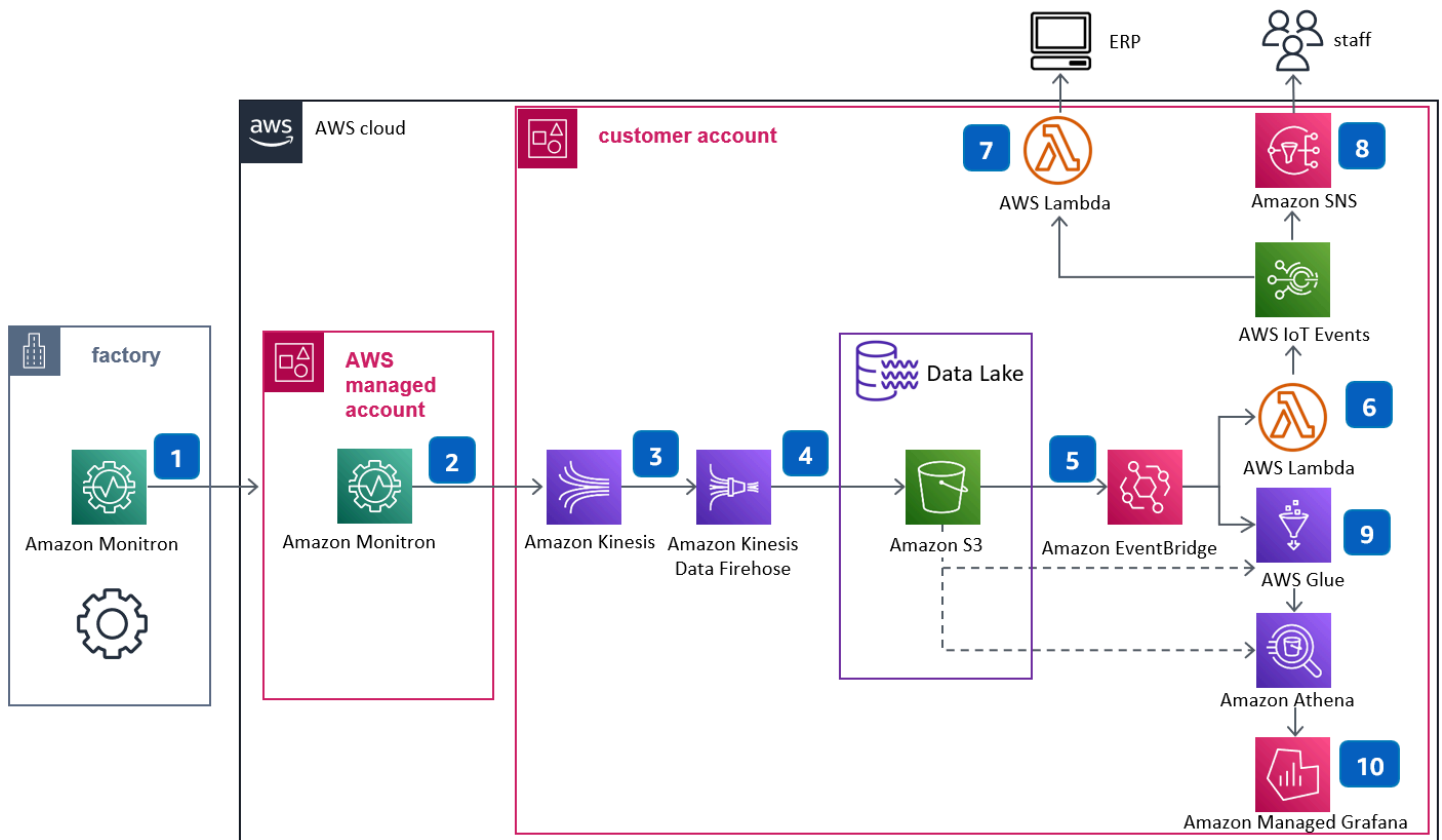 ERP
staff
aws
AWS cloud
customer account
7
8
AWS Lambda
Amazon SNS
factory
AWS
managed
account
AWS IoT Events
Data Lake
6
AWS Lambda
1
2
3
4
5
9
Amazon Monitron
Amazon Monitron
Amazon Kinesis
Amazon Kinesis
Data Firehose
Amazon S3
Amazon EventBridge
AWS Glue
Amazon Athena
10
Amazon Managed Grafana